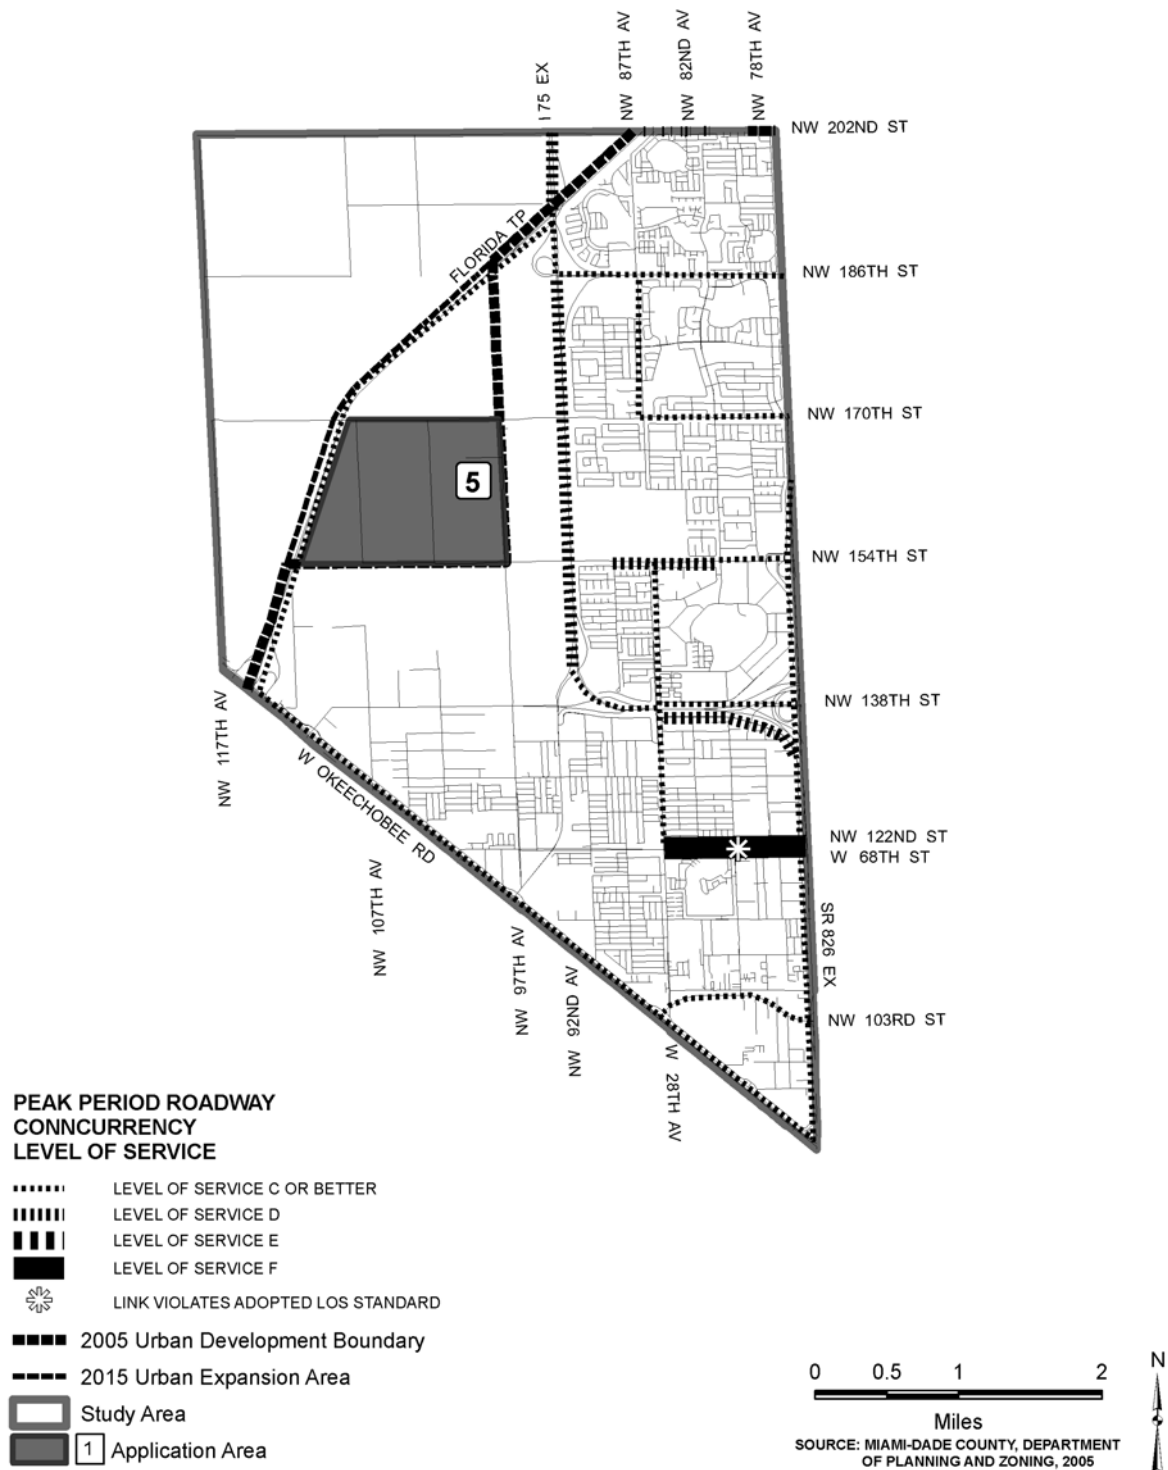 I 75 EX
NW 87TH AV
NW 82ND AV
NW 78TH AV
NW 202ND ST
FLORIDA TP
NW 186TH ST
NW 170TH ST
5
NW 154TH ST
NW 138TH ST
NW 117TH AV
W OKEECHOBEE RD
NW 122ND ST
W 68TH ST
NW 107TH AV
SR 826 EX
NW 97TH AV
NW 92ND AV
NW 103RD ST
W 28TH AV
PEAK PERIOD ROADWAY
CONNCURRENCY
LEVEL OF SERVICE
LEVEL OF SERVICE C OR BETTER
LEVEL OF SERVICE D
LEVEL OF SERVICE E
LEVEL OF SERVICE F
LINK VIOLATES ADOPTED LOS STANDARD
2005 Urban Development Boundary
2015 Urban Expansion Area
Study Area
1 Application Area
N
0 0.5 1 2
Miles
SOURCE: MIAMI-DADE COUNTY, DEPARTMENT
OF PLANNING AND ZONING, 2005